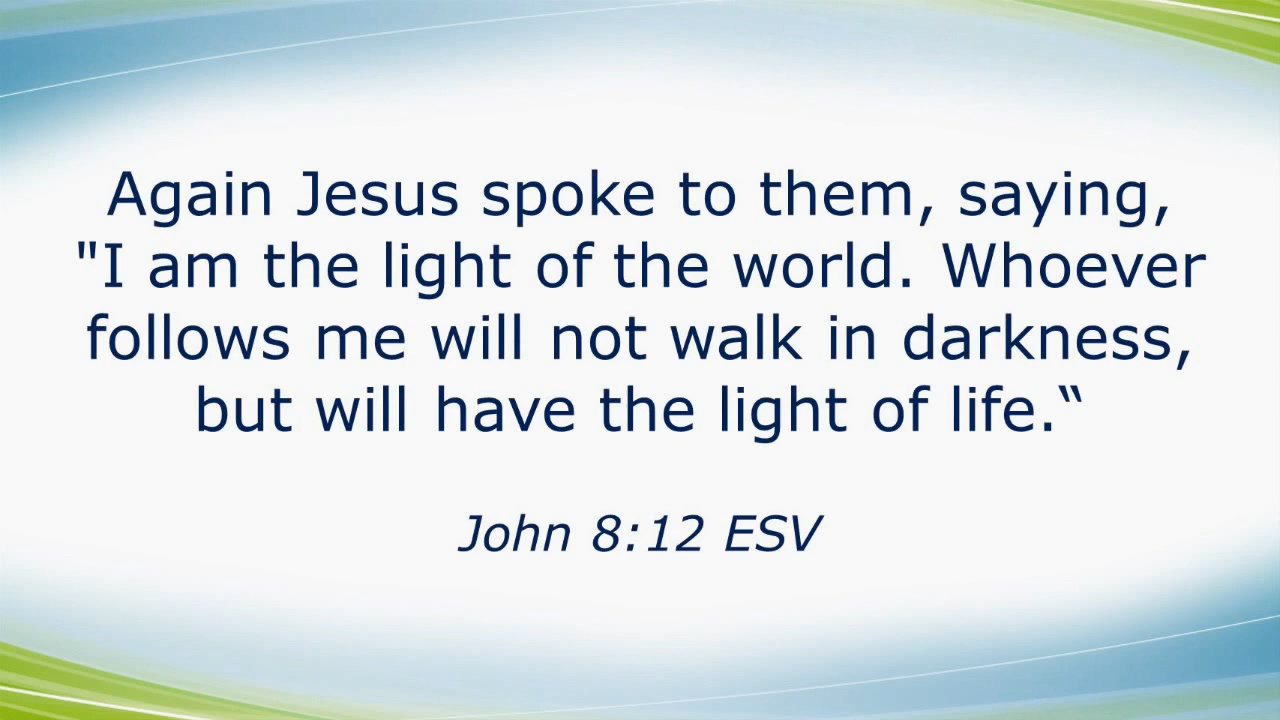 Again Jesus spoke to them, saying,
"I am the light of the world. Whoever
follows me will not walk in darkness,
but will have the light of life.“
John 8:12 ESV